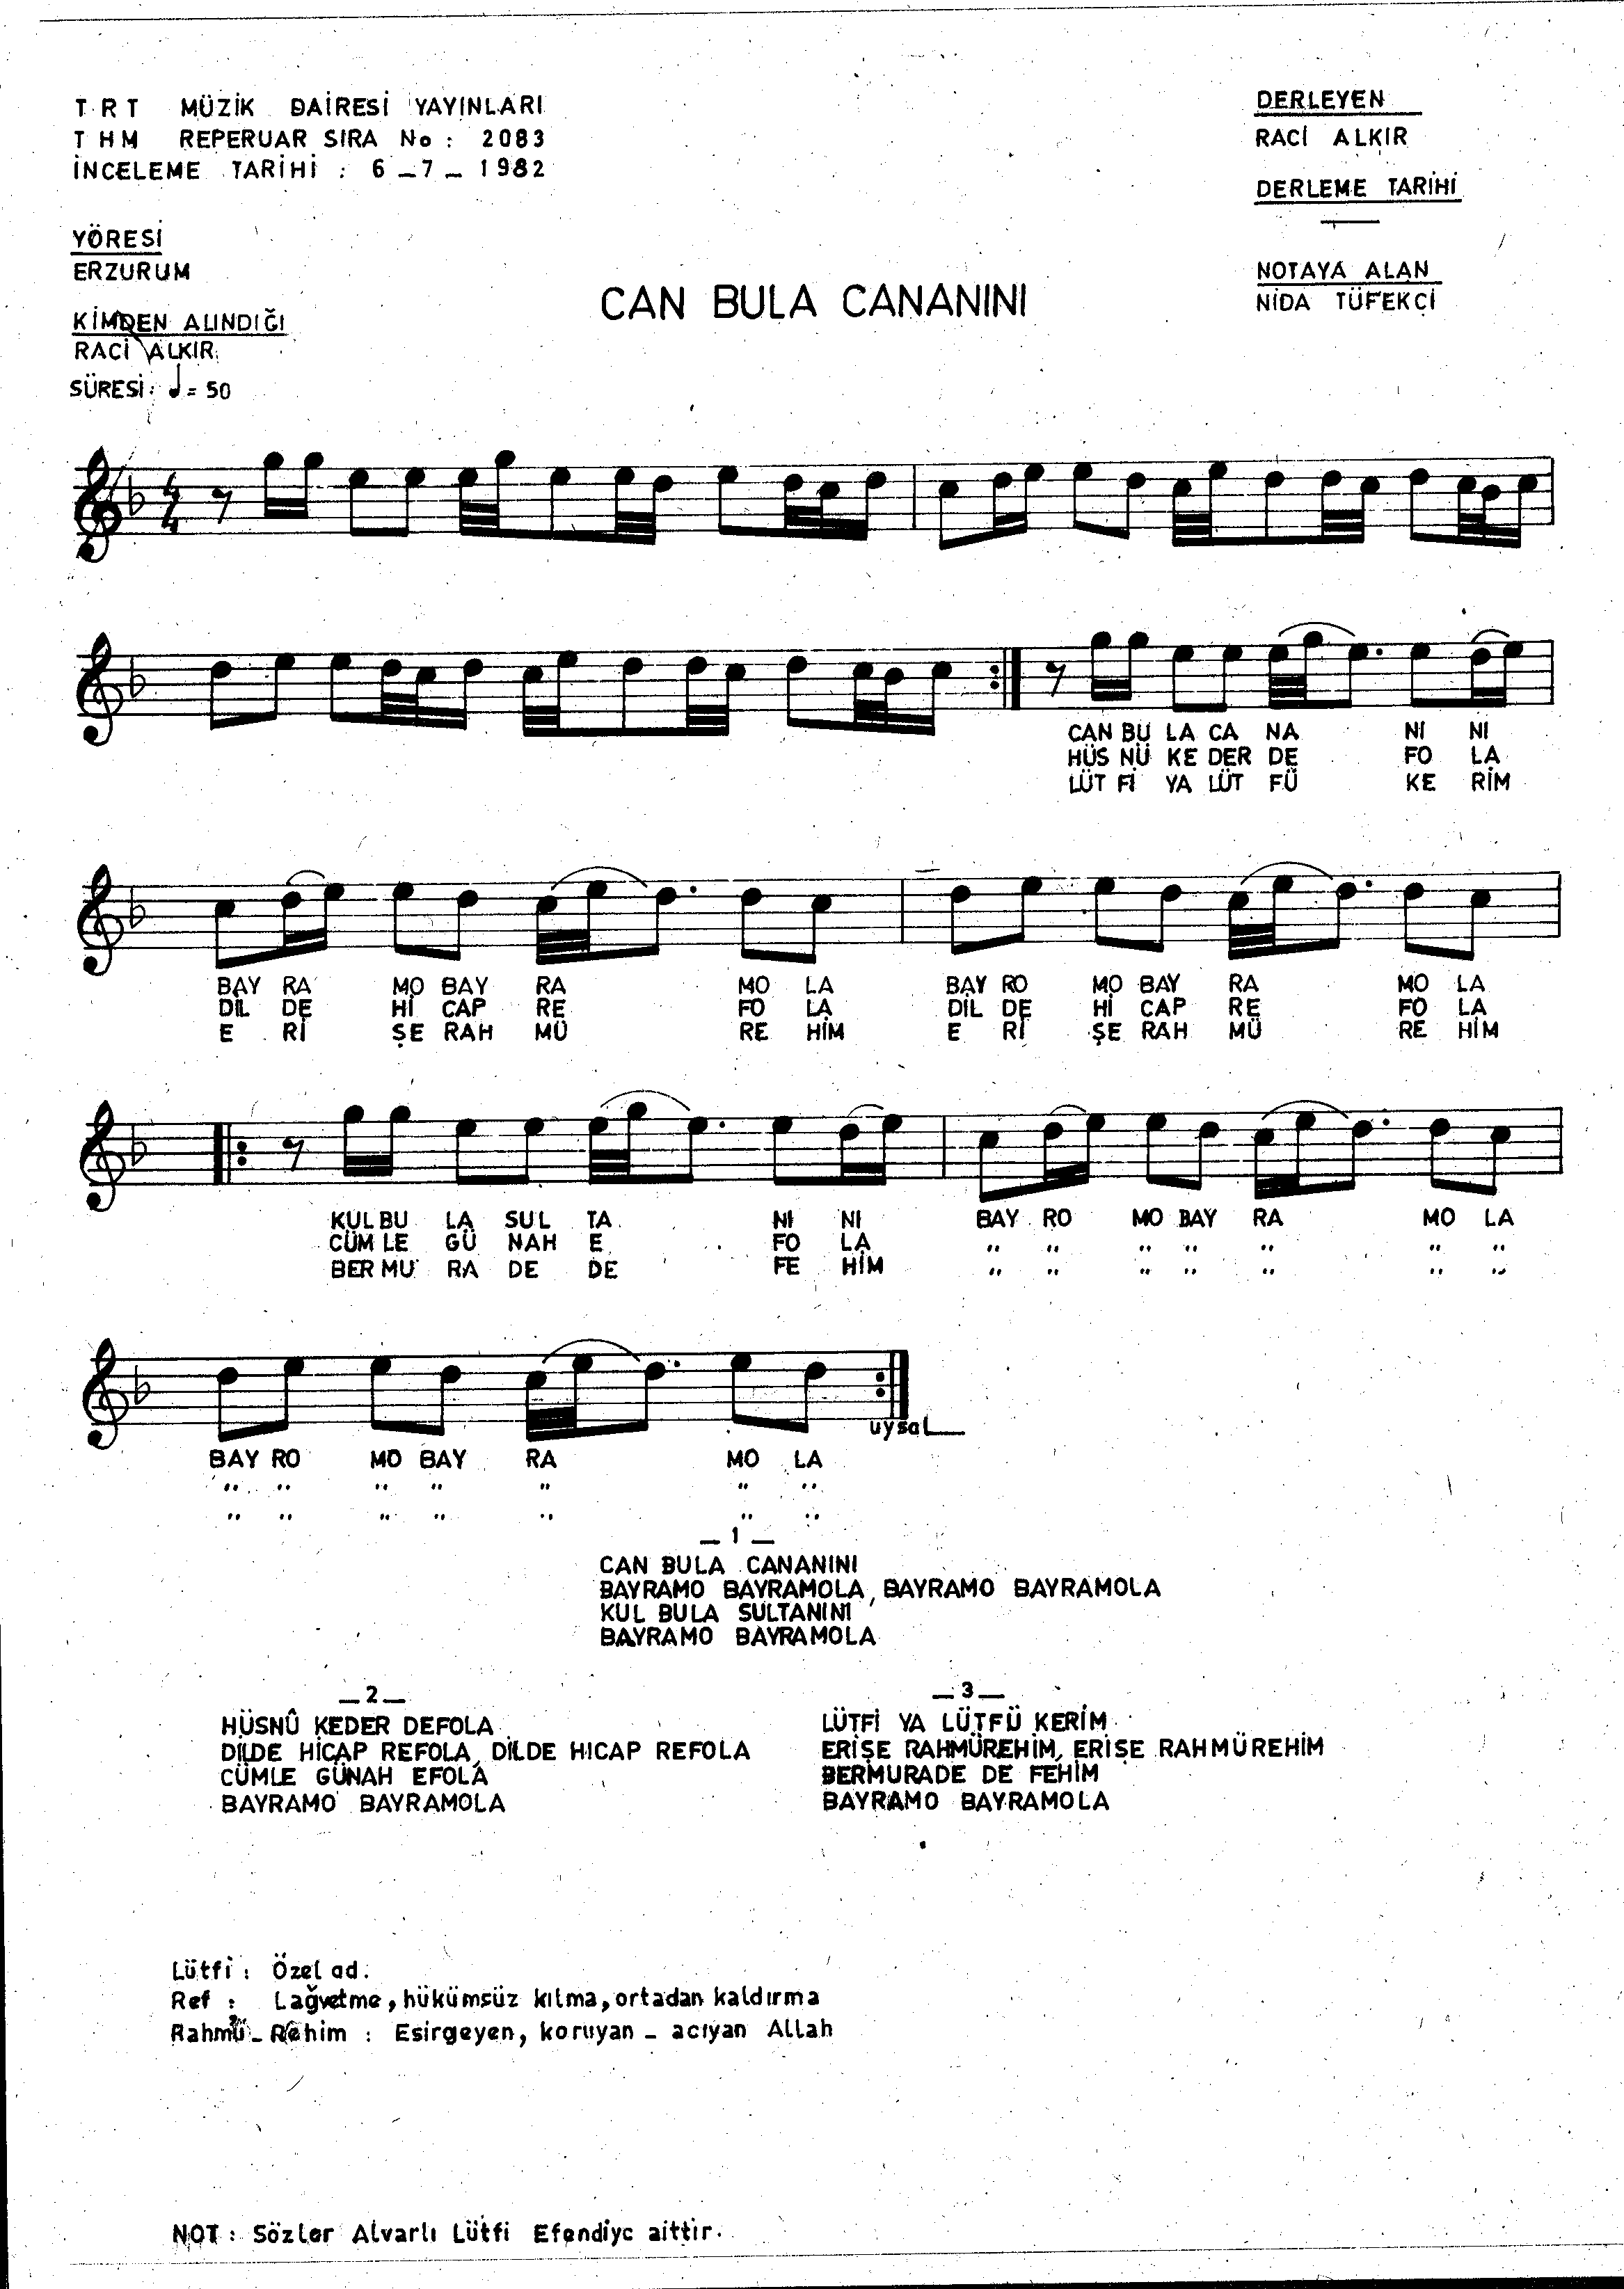 TRT MÜZİK DAİRESİ YAYINLARI
THM REPERUAR SIRA No : 2083
İNCELEME TARİHİ : 6_7_1982
DERLEYEN
RACİ ALKIR
DERLEME TARİHİ
YÖRESİ
ERZURUM
KİMDEN ALINDIĞI
RACİ ALKIR
SÜRESİ: ♩= 50
NOTAYA ALAN
NİDA TÜFEKÇİ
CAN BULA CANANINI
4
4
CAN BU LA CA NA NI NI
HÜS NÜ KE DER DE FO LA
LÜT Fİ YA LÜT FÜ KE RİM
BAY RA MO BAY RA MO LA BAY RO MO BAY RA MO LA
DİL DE Hİ CAP RE FO LA DİL DE Hİ CAP RE FO LA
E Rİ ŞE RAH MÜ RE HİM E Rİ ŞE RAH MÜ RE HİM
KUL BU LA SUL TA NI NI BAY RO MO BAY RA MO LA
CÜM LE GÜ NAH E FO LA " " " " " " "
BER MU RA DE DE FE HİM " " " " " " "
uysal
BAY RO MO BAY RA MO LA
" " " " " " "
" " " " " " "
_ 1 _
CAN BULA CANANINI
BAYRAMO BAYRAMOLA, BAYRAMO BAYRAMOLA
KUL BULA SULTANINI
BAYRAMO BAYRAMOLA
_ 2 _
HÜSNÛ KEDER DEFOLA
DİLDE HİCAP REFOLA, DİLDE HICAP REFOLA
CÜMLE GÜNAH EFOLA
BAYRAMO BAYRAMOLA
_ 3 _
LÜTFİ YA LÜTFÜ KERİM
ERİŞE RAHMÜREHİM, ERİŞE RAHMÜREHİM
BERMURADE DE FEHİM
BAYRAMO BAYRAMOLA
Lütfi : Özel ad.
Ref : Lağvetme, hükümsüz kılma, ortadan kaldırma
Rahmü_Rehim : Esirgeyen, koruyan _ acıyan Allah
NOT : Sözler Alvarlı Lütfi Efendiye aittir.